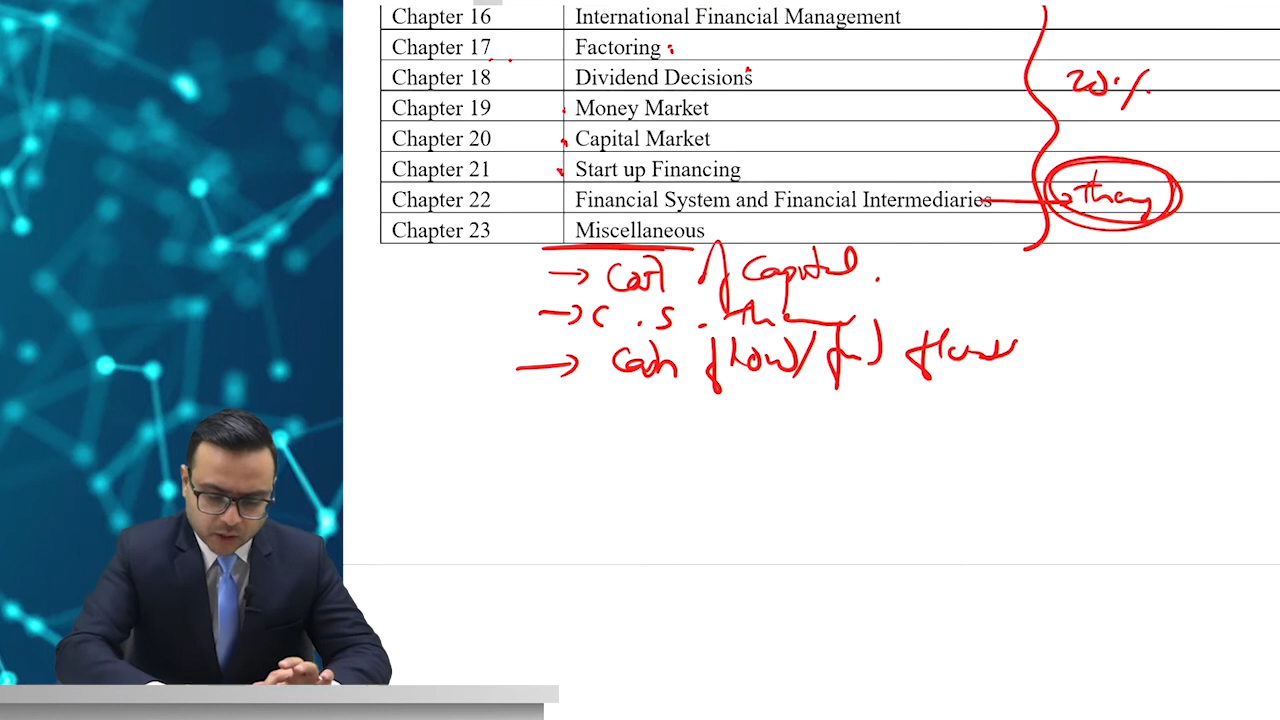 Chapter 16 International Financial Management
Chapter 17 Factoring
Chapter 18 Dividend Decisions
Chapter 19 Money Market
Chapter 20 Capital Market
Chapter 21 Start up Financing
Chapter 22 Financial System and Financial Intermediaries
Chapter 23 Miscellaneous
20%
→ Cost of Capital.
→ C.S.
→ Cash flow/